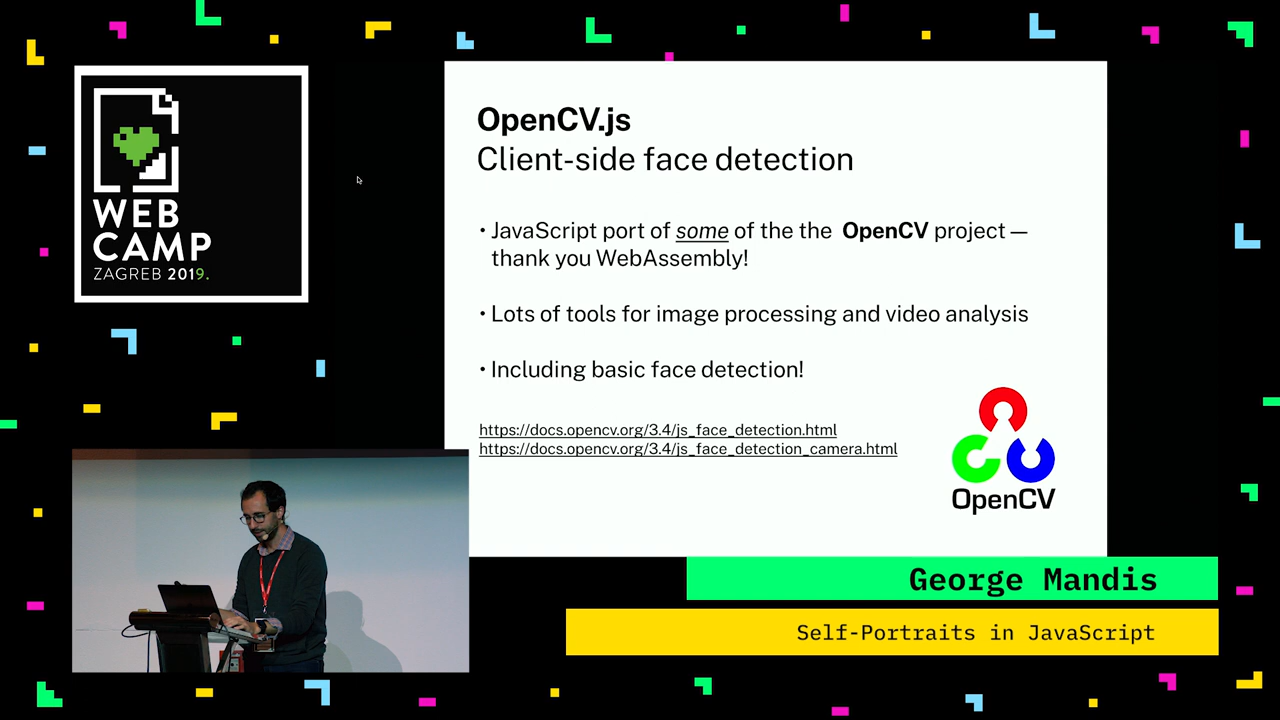 WEB
CAMP
ZAGREB 2019.
OpenCV.js
Client-side face detection
• JavaScript port of some of the the OpenCV project —
thank you WebAssembly!
• Lots of tools for image processing and video analysis
• Including basic face detection!
https://docs.opencv.org/3.4/js_face_detection.html
https://docs.opencv.org/3.4/js_face_detection_camera.html
OpenCV
George Mandis
Self-Portraits in JavaScript